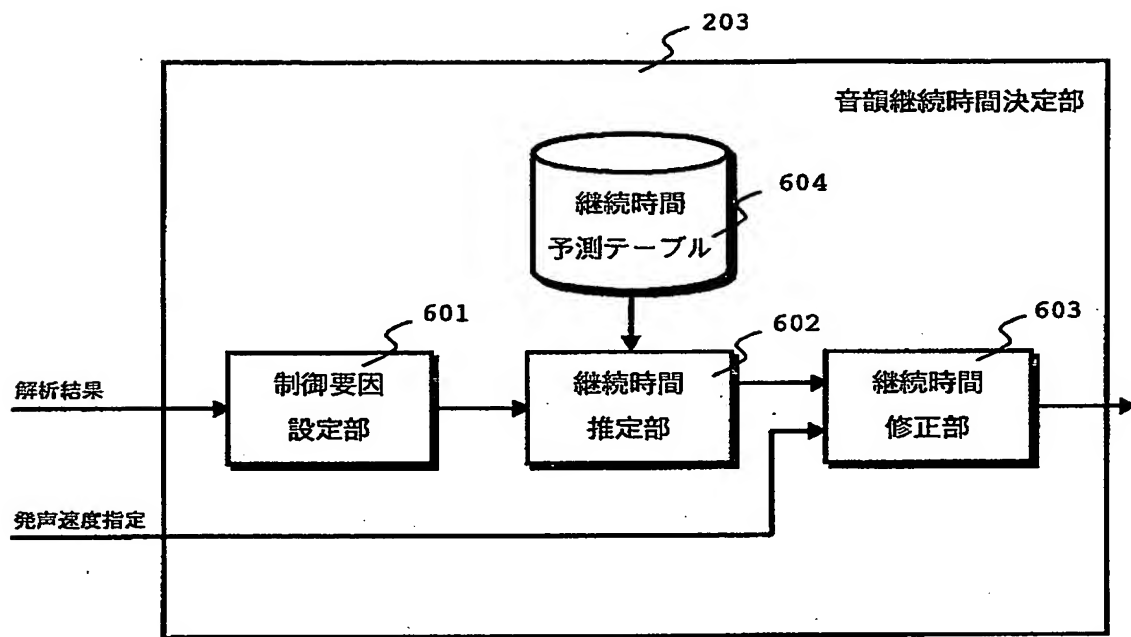 203
音韻継続時間決定部
継続時間
予測テーブル
604
601
602
603
解析結果
制御要因
設定部
継続時間
推定部
継続時間
修正部
発声速度指定